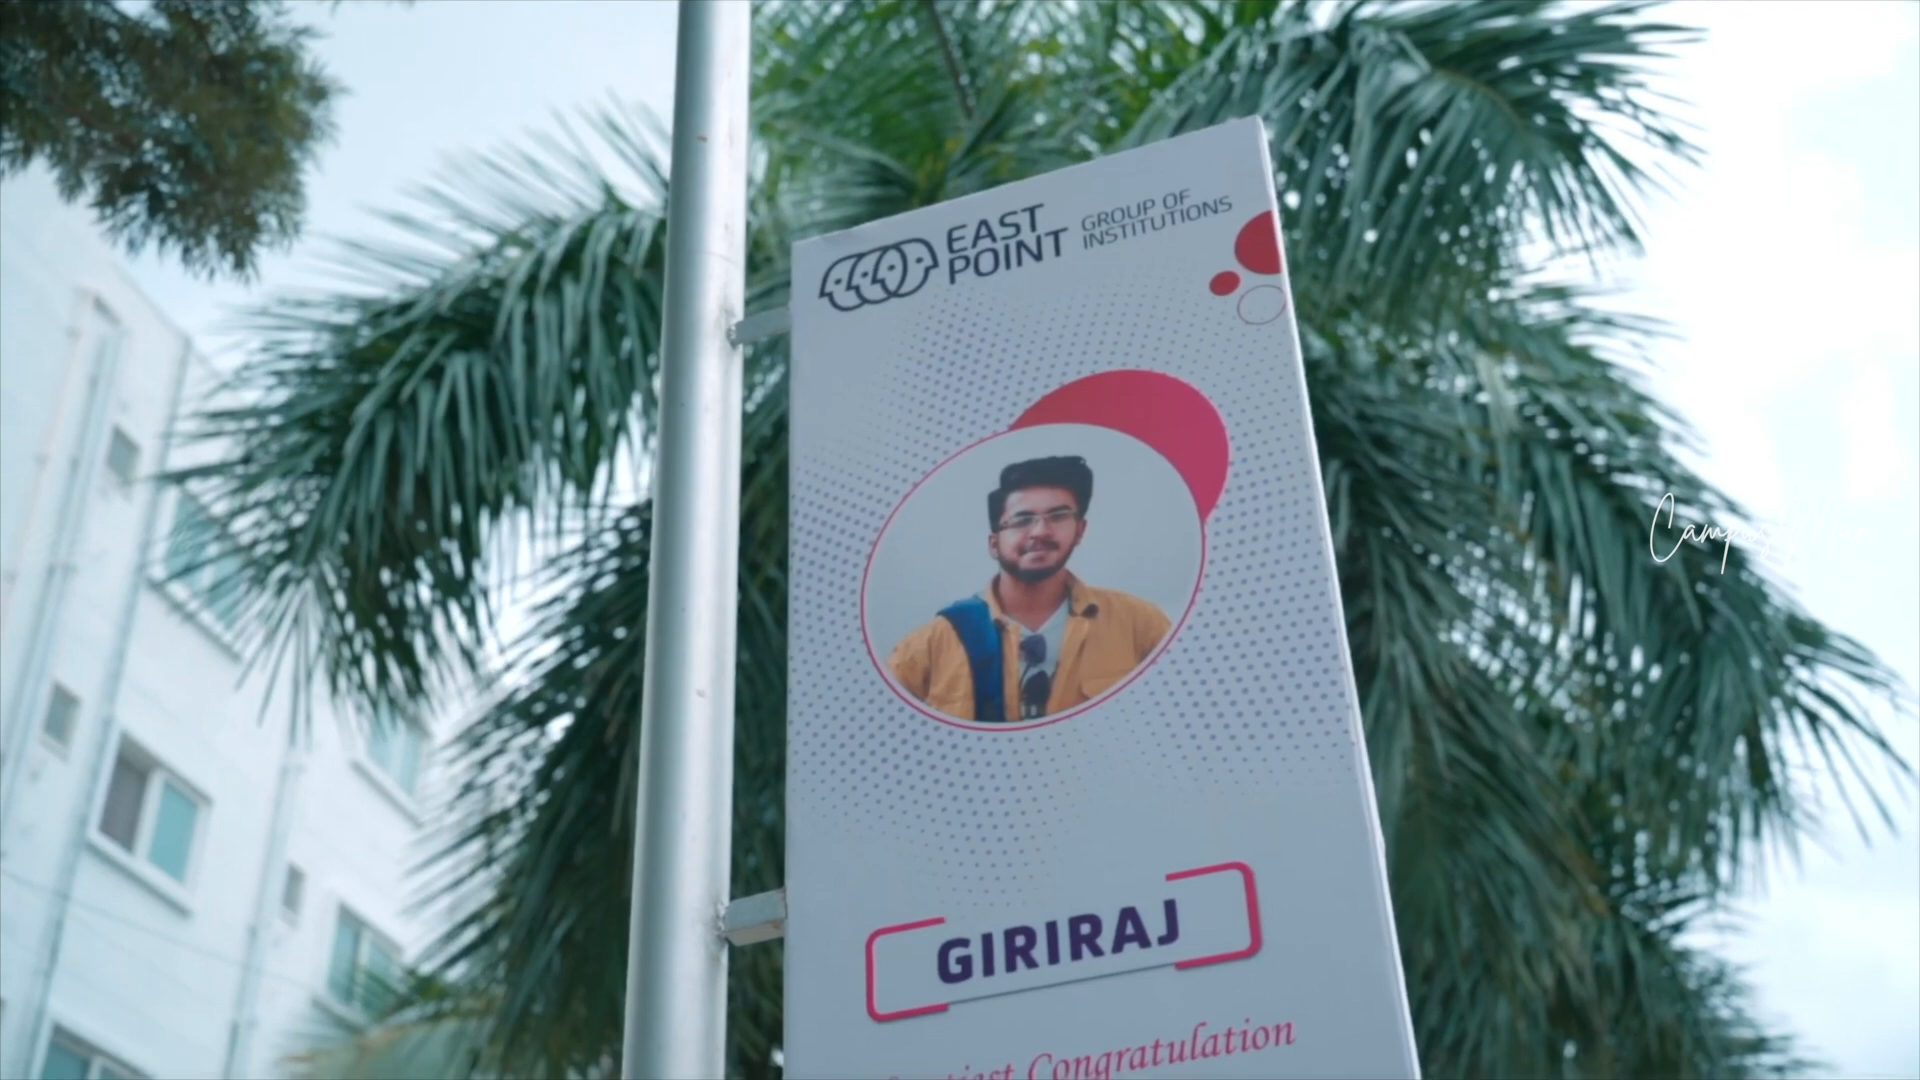 EAST
POINT
GROUP OF
INSTITUTIONS
GIRIRAJ
Congratulation